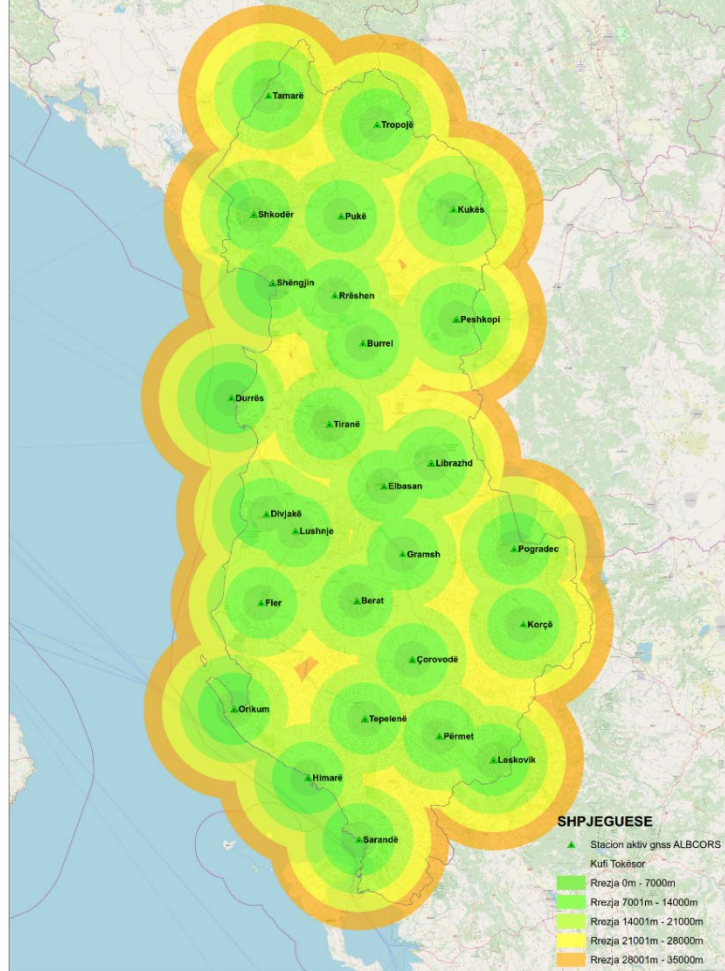 Tamarë
Tropojë
Shkodër
Pukë
Kukës
Shëngjin
Rrëshen
Peshkopi
Burrel
Durrës
Tiranë
Librazhd
Elbasan
Divjakë
Lushnje
Gramsh
Pogradec
Fier
Berat
Korçë
Çorovodë
Orikum
Tepelenë
Përmet
Leskovik
Himarë
Sarandë
SHPJEGUESE
Stacion aktiv gnss ALBCORS
Kufi Tokësor
Rrezja 0m - 7000m
Rrezja 7001m - 14000m
Rrezja 14001m - 21000m
Rrezja 21001m - 28000m
Rrezja 28001m - 35000m